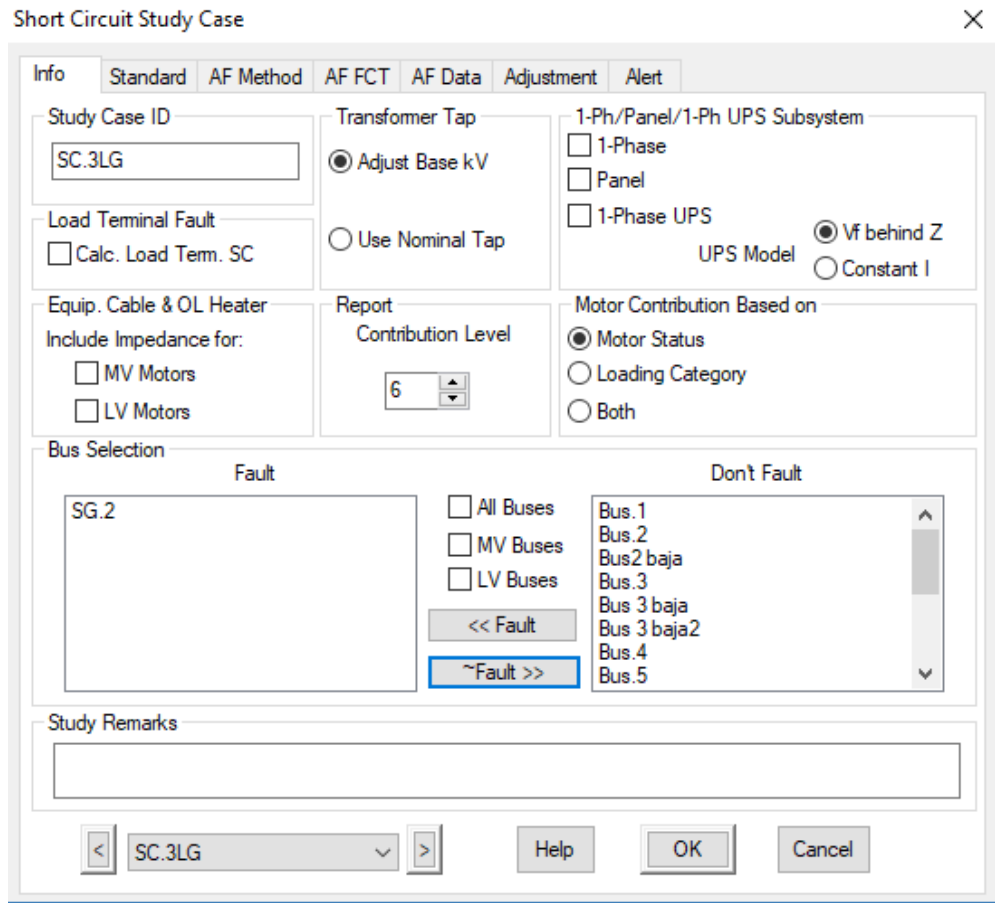 Short Circuit Study Case
Info Standard AF Method AF FCT AF Data Adjustment Alert
Study Case ID
SC.3LG
Load Terminal Fault
Calc. Load Term. SC
Transformer Tap
Adjust Base kV
Use Nominal Tap
1-Ph/Panel/1-Ph UPS Subsystem
1-Phase
Panel
1-Phase UPS
UPS Model
Vf behind Z
Constant I
Equip. Cable & OL Heater
Include Impedance for:
MV Motors
LV Motors
Report
Contribution Level
6
Motor Contribution Based on
Motor Status
Loading Category
Both
Bus Selection
Fault
SG.2
All Buses
MV Buses
LV Buses
<< Fault
~Fault >>
Don't Fault
Bus.1
Bus.2
Bus2 baja
Bus.3
Bus 3 baja
Bus 3 baja2
Bus.4
Bus.5
Study Remarks
< SC.3LG > Help OK Cancel